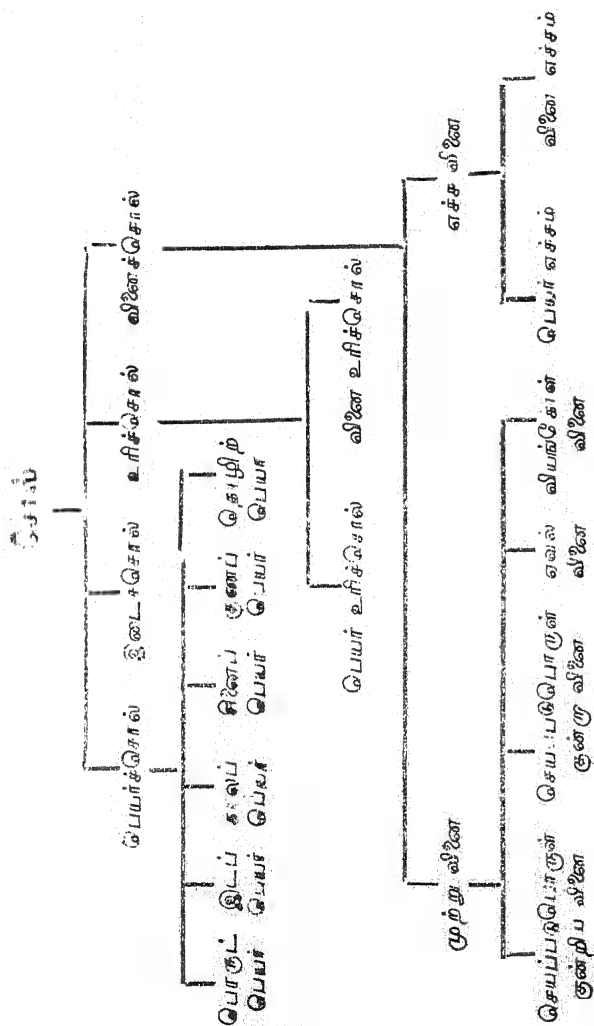 சொல்
பெயர்ச்சொல் இடைச்சொல் உரிச்சொல் வினைச்சொல்
பொருட் பெயர்
இடப் பெயர்
காலப் பெயர்
சினைப் பெயர்
குணப் பெயர்
தொழிற் பெயர்
பெயர் உரிச்சொல் வினை உரிச்சொல்
முற்று வினை எச்ச வினை
செயப்படுபொருள்
குன்றிய வினை
செயப்படுபொருள்
குன்றா வினை
ஏவல்
வினை
வியங்கோள்
வினை
பெயர் எச்சம் வினை எச்சம்